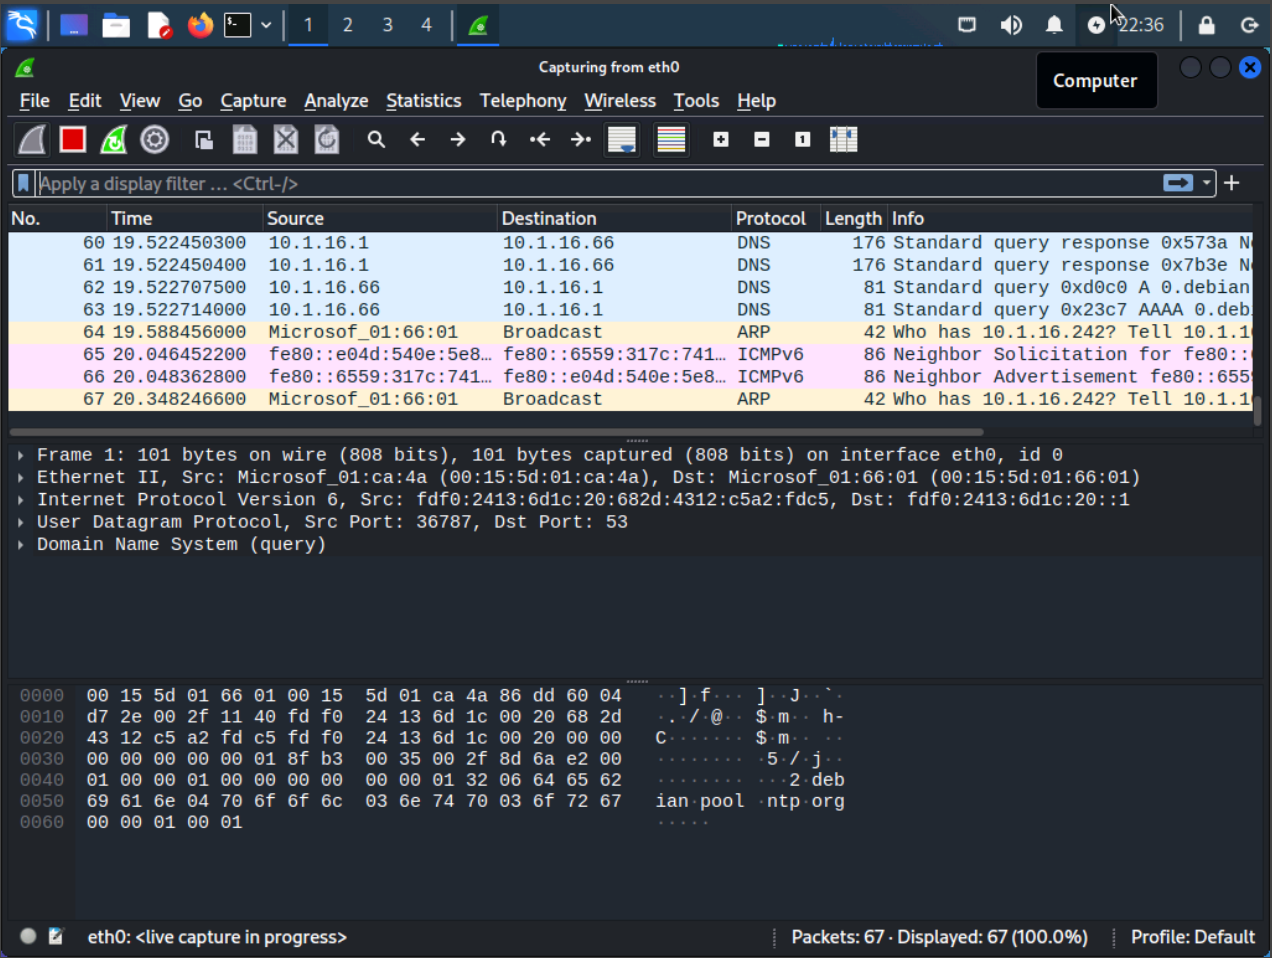 1 2 3 4 22:36
Capturing from eth0
Computer
File Edit View Go Capture Analyze Statistics Telephony Wireless Tools Help
Apply a display filter … <Ctrl-/>
No. Time Source Destination Protocol Length Info
60 19.522450300 10.1.16.1 10.1.16.66 DNS 176 Standard query response 0x573a N
61 19.522450400 10.1.16.1 10.1.16.66 DNS 176 Standard query response 0x7b3e N
62 19.522707500 10.1.16.66 10.1.16.1 DNS 81 Standard query 0xd0c0 A 0.debian
63 19.522714000 10.1.16.66 10.1.16.1 DNS 81 Standard query 0x23c7 AAAA 0.deb
64 19.588456000 Microsof_01:66:01 Broadcast ARP 42 Who has 10.1.16.242? Tell 10.1.1
65 20.046452200 fe80::e04d:540e:5e8… fe80::6559:317c:741… ICMPv6 86 Neighbor Solicitation for fe80::
66 20.048362800 fe80::6559:317c:741… fe80::e04d:540e:5e8… ICMPv6 86 Neighbor Advertisement fe80::655
67 20.348246600 Microsof_01:66:01 Broadcast ARP 42 Who has 10.1.16.242? Tell 10.1.1
Frame 1: 101 bytes on wire (808 bits), 101 bytes captured (808 bits) on interface eth0, id 0
Ethernet II, Src: Microsof_01:ca:4a (00:15:5d:01:ca:4a), Dst: Microsof_01:66:01 (00:15:5d:01:66:01)
Internet Protocol Version 6, Src: fdf0:2413:6d1c:20:682d:4312:c5a2:fdc5, Dst: fdf0:2413:6d1c:20::1
User Datagram Protocol, Src Port: 36787, Dst Port: 53
Domain Name System (query)
0000 00 15 5d 01 66 01 00 15 5d 01 ca 4a 86 dd 60 04 ··]·f··· ]··J··`·
0010 d7 2e 00 2f 11 40 fd f0 24 13 6d 1c 00 20 68 2d ·.·/·@·· $·m·· h-
0020 43 12 c5 a2 fd c5 fd f0 24 13 6d 1c 00 20 00 00 C······· $·m·· ··
0030 00 00 00 00 00 01 8f b3 00 35 00 2f 8d 6a e2 00 ········ ·5·/·j··
0040 01 00 00 01 00 00 00 00 00 00 01 32 06 64 65 62 ········ ···2·deb
0050 69 61 6e 04 70 6f 6f 6c 03 6e 74 70 03 6f 72 67 ian·pool ·ntp·org
0060 00 00 01 00 01 ·····
eth0: <live capture in progress> Packets: 67 · Displayed: 67 (100.0%) Profile: Default